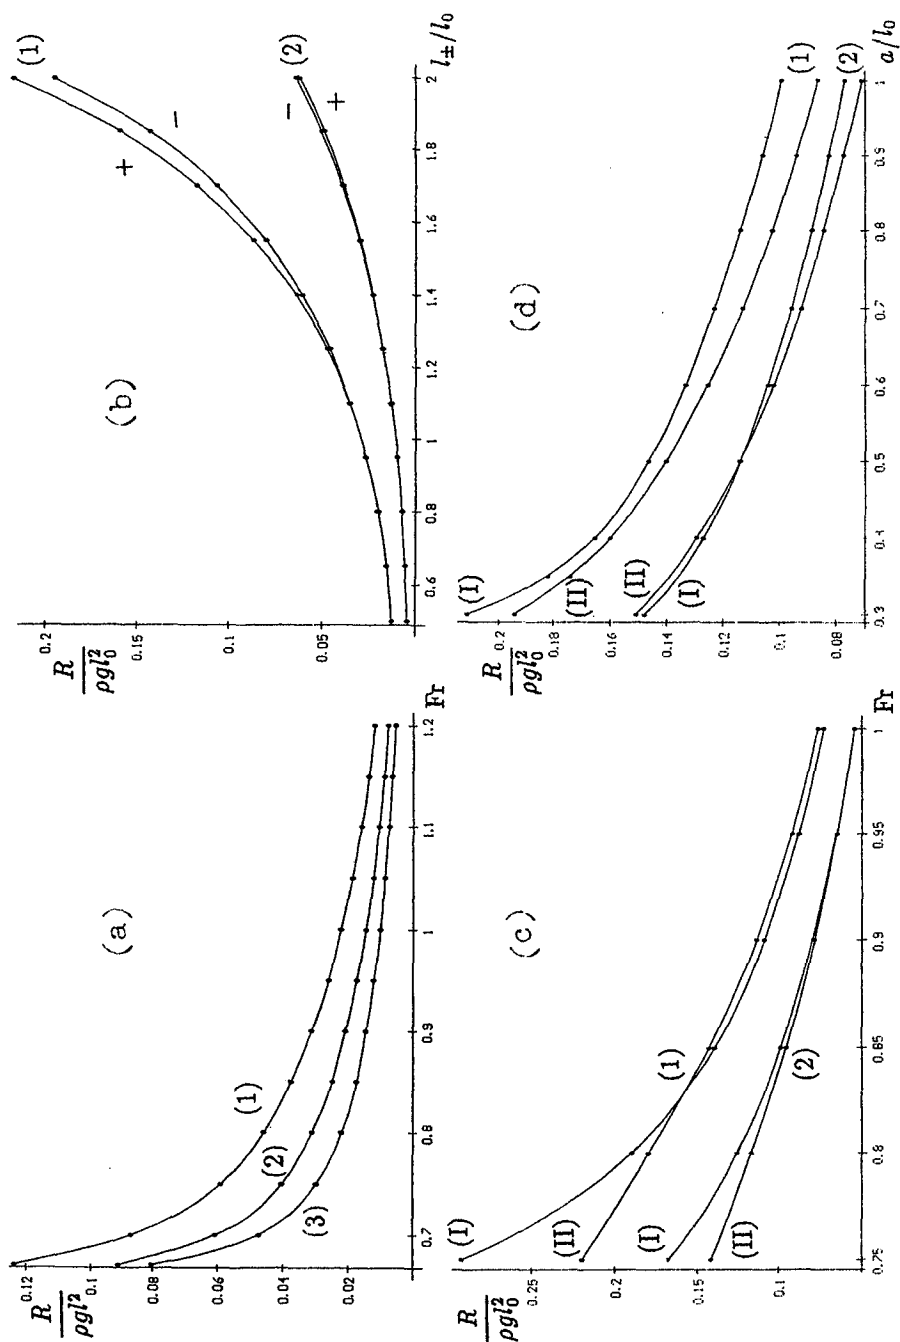 R
ρgl²
0.12
0.1
0.08
0.06
0.04
0.02
(a)
(1)
(2)
(3)
0.7 0.8 0.9 1 1.1 1.2
Fr
R
ρgl₀²
0.2
0.15
0.1
0.05
(b)
(1)
+
−
(2)
−
+
0.6 0.8 1 1.2 1.4 1.6 1.8 2
l±/l₀
R
ρgl₀²
0.25
0.2
0.15
0.1
(c)
(I)
(II)
(1)
(I)
(II)
(2)
0.75 0.8 0.85 0.9 0.95 1
Fr
R
ρgl₀²
0.2
0.18
0.16
0.14
0.12
0.1
0.08
(d)
(I)
(II)
(1)
(II)
(I)
(2)
0.3 0.4 0.5 0.6 0.7 0.8 0.9 1
a/l₀